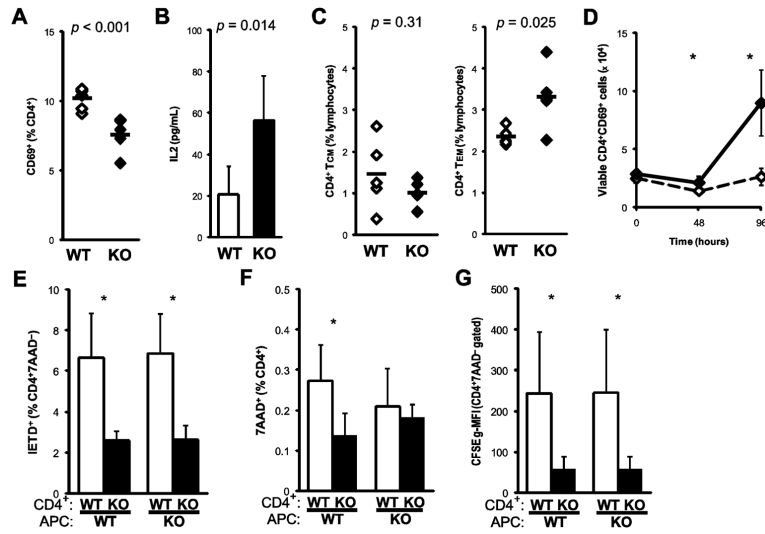 A
p < 0.001
CD69⁺ (% CD4⁺)
15
10
5
0
WT KO
B
p = 0.014
IL2 (pg/mL)
100
80
60
40
20
0
WT KO
C
p = 0.31
CD4⁺ TCM (% lymphocytes)
5
4
3
2
1
0
WT KO
p = 0.025
CD4⁺ TEM (% lymphocytes)
5
4
3
2
1
0
WT KO
D
Viable CD4⁺CD69⁺ cells (x 10⁴)
15
10
5
0
* *
0 48 96
Time (hours)
E
IETD⁺ (% CD4⁺7AAD⁻)
10
8
6
4
2
0
* *
CD4⁺: WT KO WT KO
APC: WT KO
F
7AAD⁺ (% CD4⁺)
0.5
0.4
0.3
0.2
0.1
0
*
CD4⁺: WT KO WT KO
APC: WT KO
G
CFSE g-MFI (CD4⁺7AAD⁻ gated)
500
400
300
200
100
0
* *
CD4⁺: WT KO WT KO
APC: WT KO